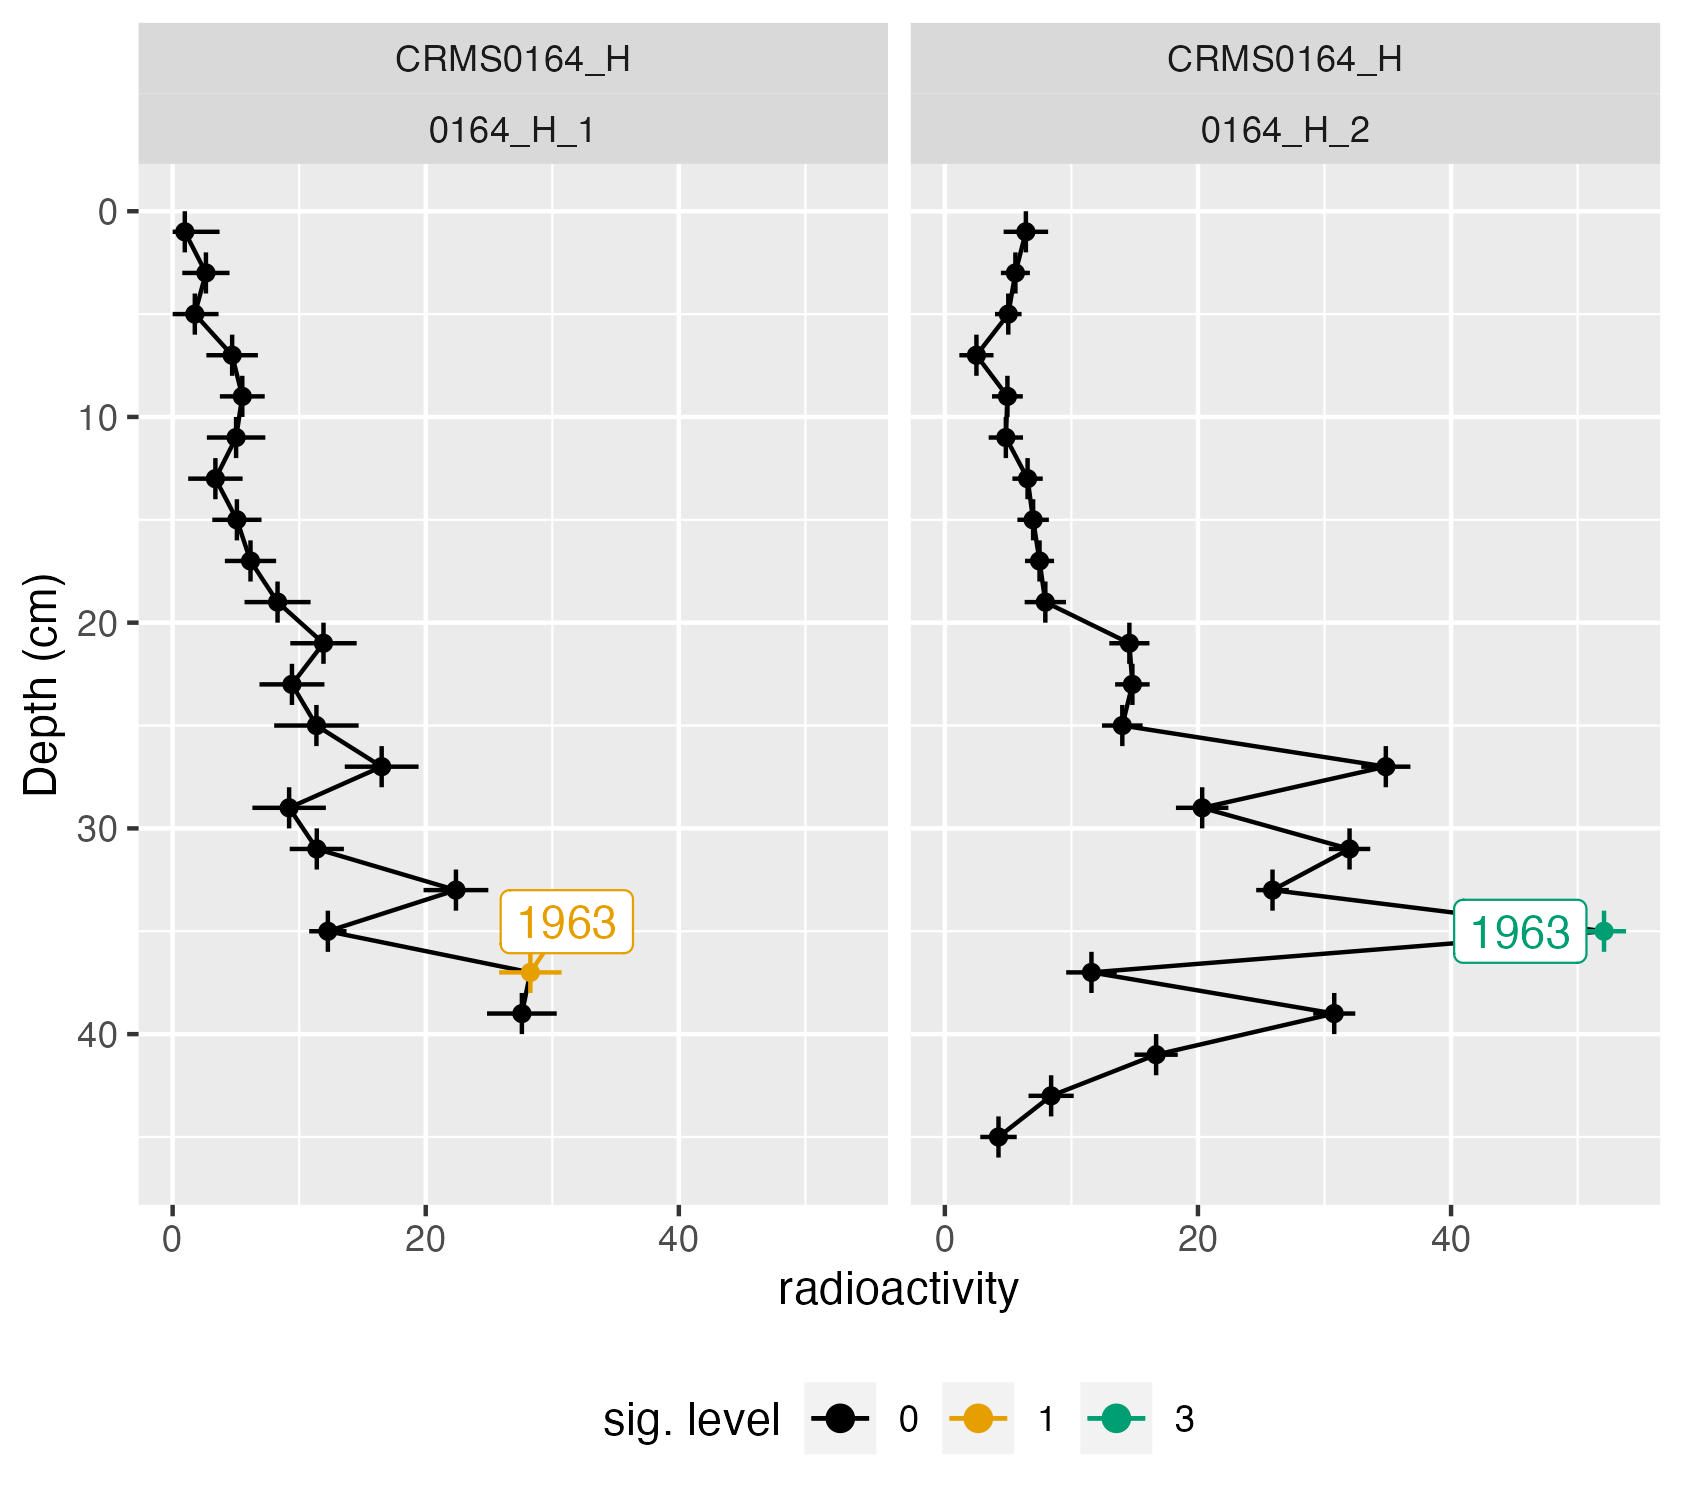 CRMS0164_H
CRMS0164_H
0164_H_1
0164_H_2
Depth (cm)
0
10
20
30
40
1963
1963
0 20 40
0 20 40
radioactivity
sig. level 0 1 3